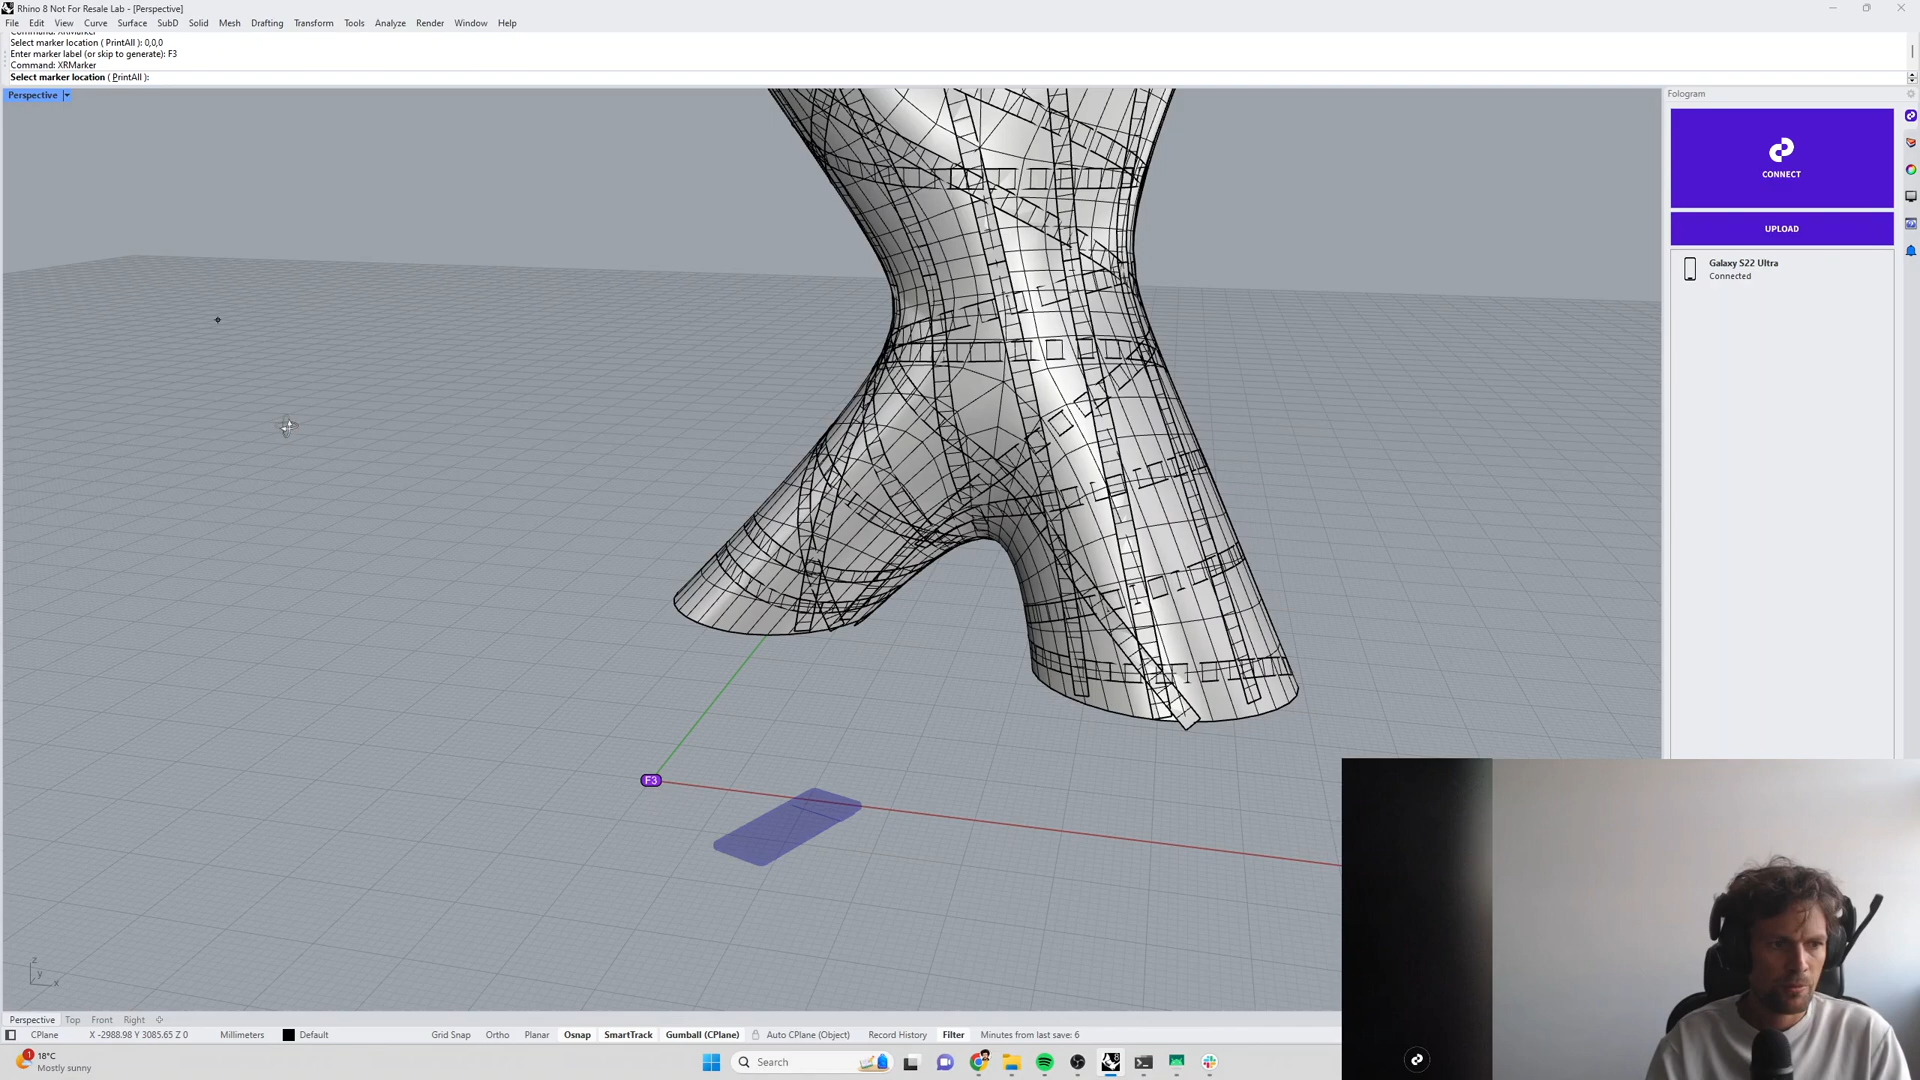 Rhino 8 Not For Resale Lab - [Perspective]
File Edit View Curve Surface SubD Solid Mesh Drafting Transform Tools Analyze Render Window Help
Command: XRMarker
Select marker location ( PrintAll ): 0,0,0
Enter marker label (or skip to generate): F3
Command: XRMarker
Select marker location ( PrintAll ):
Perspective
Fologram
CONNECT
UPLOAD
Galaxy S22 Ultra
Connected
F3
z
y
x
Perspective Top Front Right
CPlane X -2988.98 Y 3085.65 Z 0 Millimeters Default Grid Snap Ortho Planar Osnap SmartTrack Gumball (CPlane) Auto CPlane (Object) Record History Filter Minutes from last save: 6
1
18°C
Mostly sunny
Search